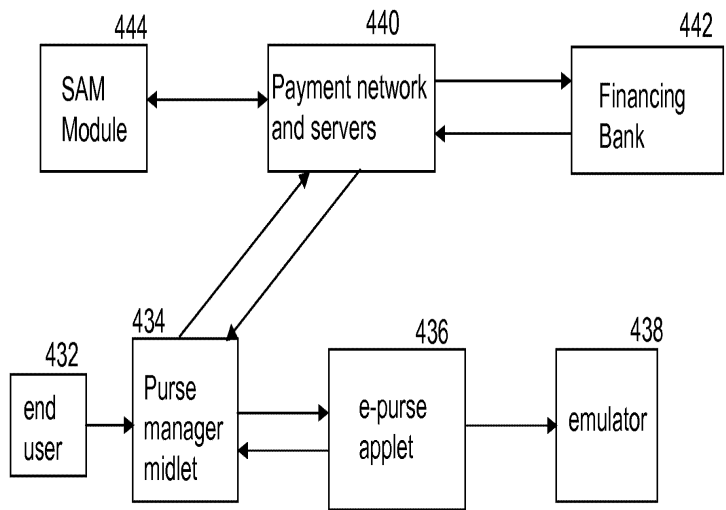 444
440
442
SAM
Module
Payment network
and servers
Financing
Bank
434
436
438
432
end
user
Purse
manager
midlet
e-purse
applet
emulator